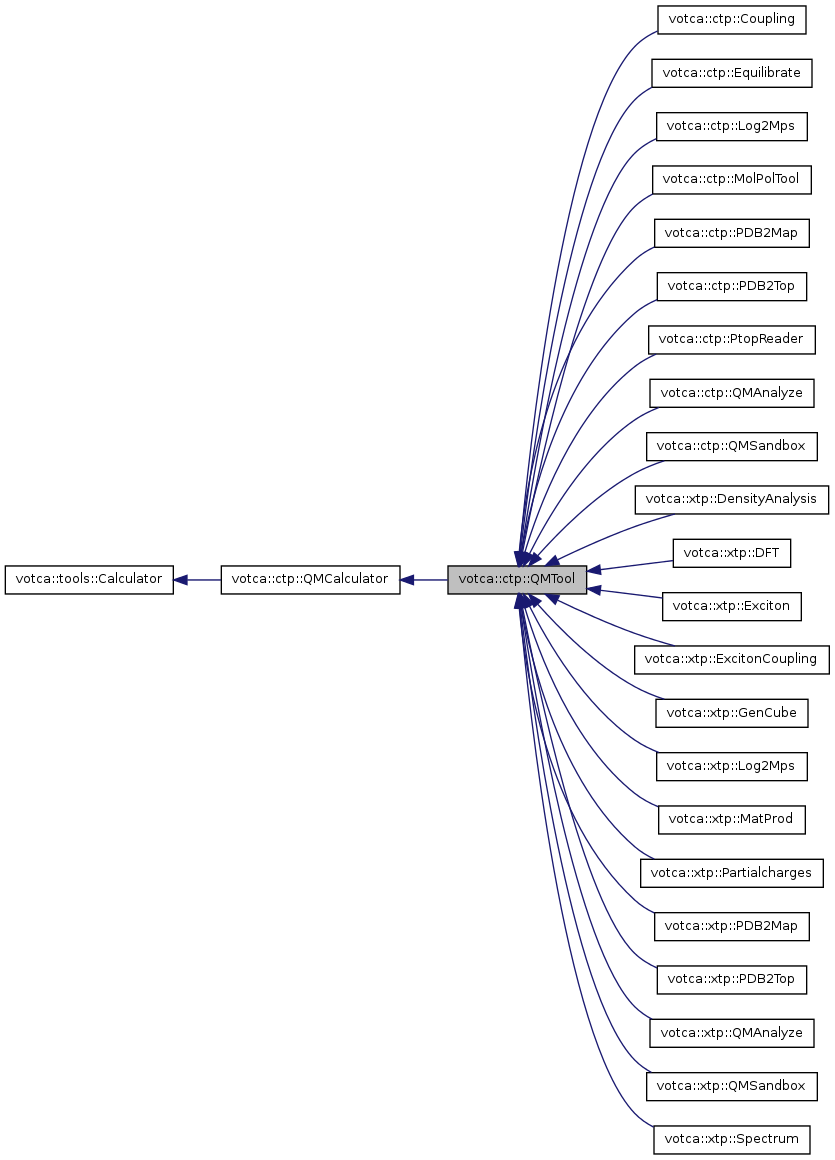 votca::ctp::Coupling
votca::ctp::Equilibrate
votca::ctp::Log2Mps
votca::ctp::MolPolTool
votca::ctp::PDB2Map
votca::ctp::PDB2Top
votca::ctp::PtopReader
votca::ctp::QMAnalyze
votca::ctp::QMSandbox
votca::xtp::DensityAnalysis
votca::xtp::DFT
votca::tools::Calculator
votca::ctp::QMCalculator
votca::ctp::QMTool
votca::xtp::Exciton
votca::xtp::ExcitonCoupling
votca::xtp::GenCube
votca::xtp::Log2Mps
votca::xtp::MatProd
votca::xtp::Partialcharges
votca::xtp::PDB2Map
votca::xtp::PDB2Top
votca::xtp::QMAnalyze
votca::xtp::QMSandbox
votca::xtp::Spectrum